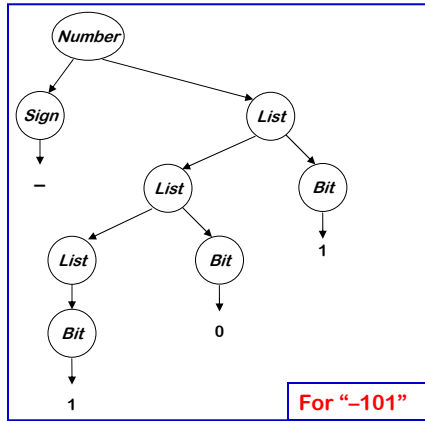 Number
Sign
List
–
List
Bit
List
Bit
1
Bit
0
1
For “–101”